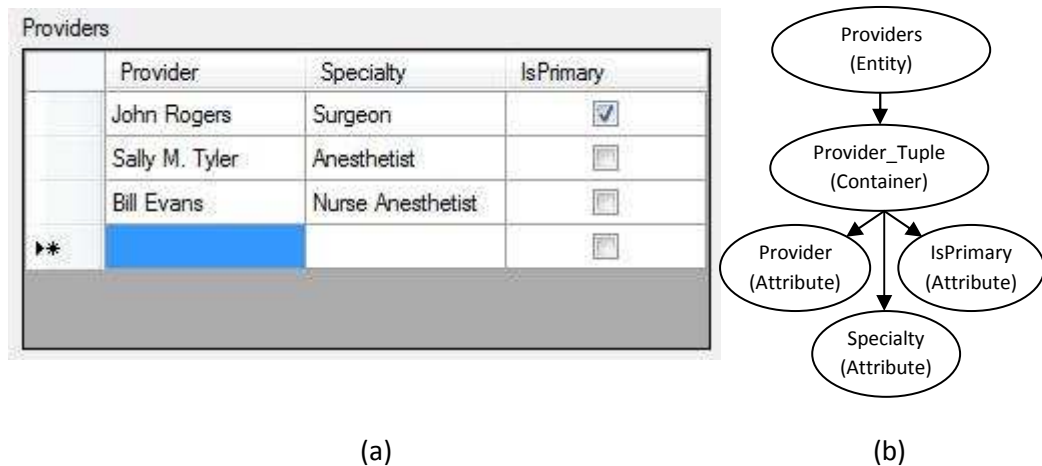 Providers
Provider Specialty IsPrimary
John Rogers Surgeon
Sally M. Tyler Anesthetist
Bill Evans Nurse Anesthetist
(a)
Providers
(Entity)
Provider_Tuple
(Container)
Provider
(Attribute)
IsPrimary
(Attribute)
Specialty
(Attribute)
(b)